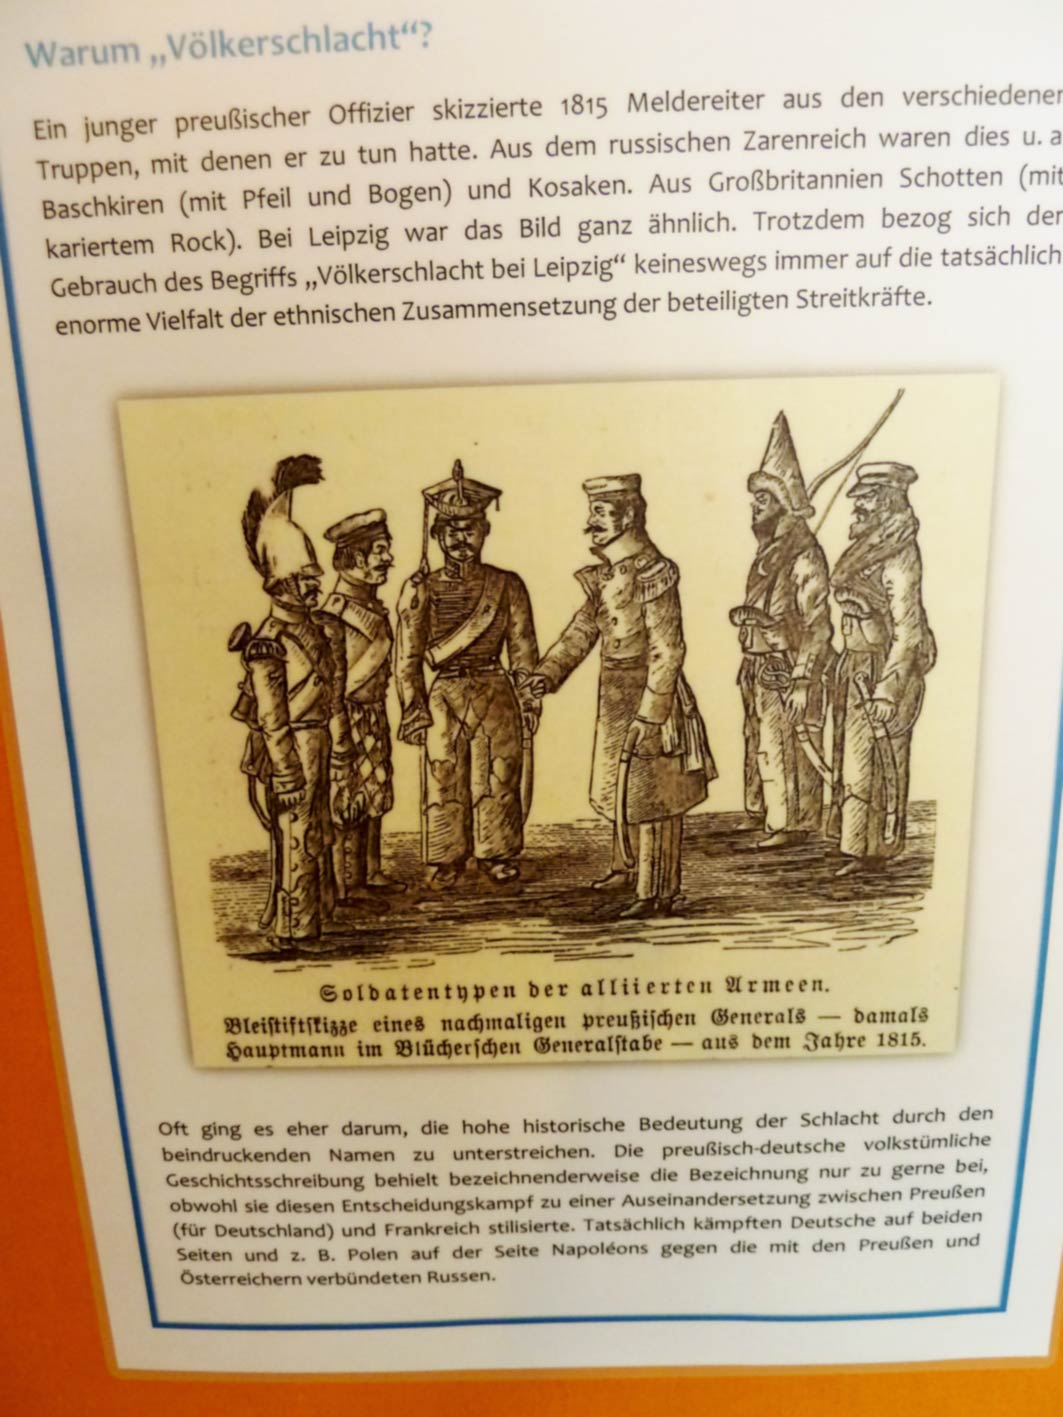 Warum „Völkerschlacht“?
Ein junger preußischer Offizier skizzierte 1815 Meldereiter aus den verschiedener
Truppen, mit denen er zu tun hatte. Aus dem russischen Zarenreich waren dies u. a
Baschkiren (mit Pfeil und Bogen) und Kosaken. Aus Großbritannien Schotten (mit
kariertem Rock). Bei Leipzig war das Bild ganz ähnlich. Trotzdem bezog sich der
Gebrauch des Begriffs „Völkerschlacht bei Leipzig“ keineswegs immer auf die tatsächlich
enorme Vielfalt der ethnischen Zusammensetzung der beteiligten Streitkräfte.
Soldatentypen der alliierten Armeen.
Bleistiftskizze eines nachmaligen preußischen Generals — damals
Hauptmann im Blücherschen Generalstabe — aus dem Jahre 1815.
Oft ging es eher darum, die hohe historische Bedeutung der Schlacht durch den
beindruckenden Namen zu unterstreichen. Die preußisch-deutsche volkstümliche
Geschichtsschreibung behielt bezeichnenderweise die Bezeichnung nur zu gerne bei,
obwohl sie diesen Entscheidungskampf zu einer Auseinandersetzung zwischen Preußen
(für Deutschland) und Frankreich stilisierte. Tatsächlich kämpften Deutsche auf beiden
Seiten und z. B. Polen auf der Seite Napoléons gegen die mit den Preußen und
Österreichern verbündeten Russen.